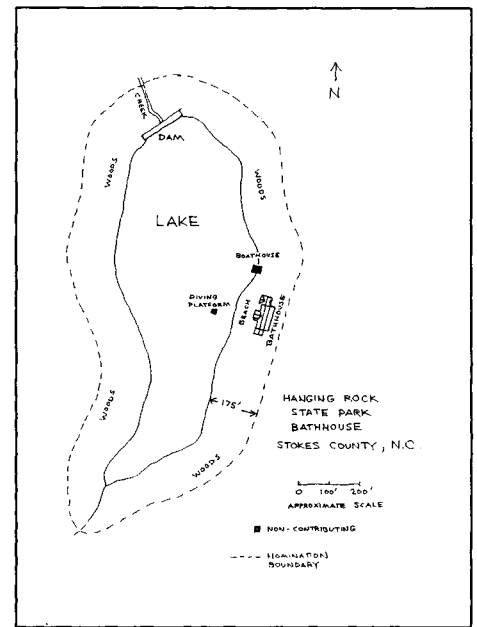 N
CREEK
DAM
WOODS
WOODS
LAKE
BOATHOUSE
DIVING
PLATFORM
BEACH
BATHHOUSE
175'
WOODS
WOODS
HANGING ROCK
STATE PARK
BATHHOUSE
STOKES COUNTY, N.C.
0 100' 200'
APPROXIMATE SCALE
NON-CONTRIBUTING
NOMINATION
BOUNDARY